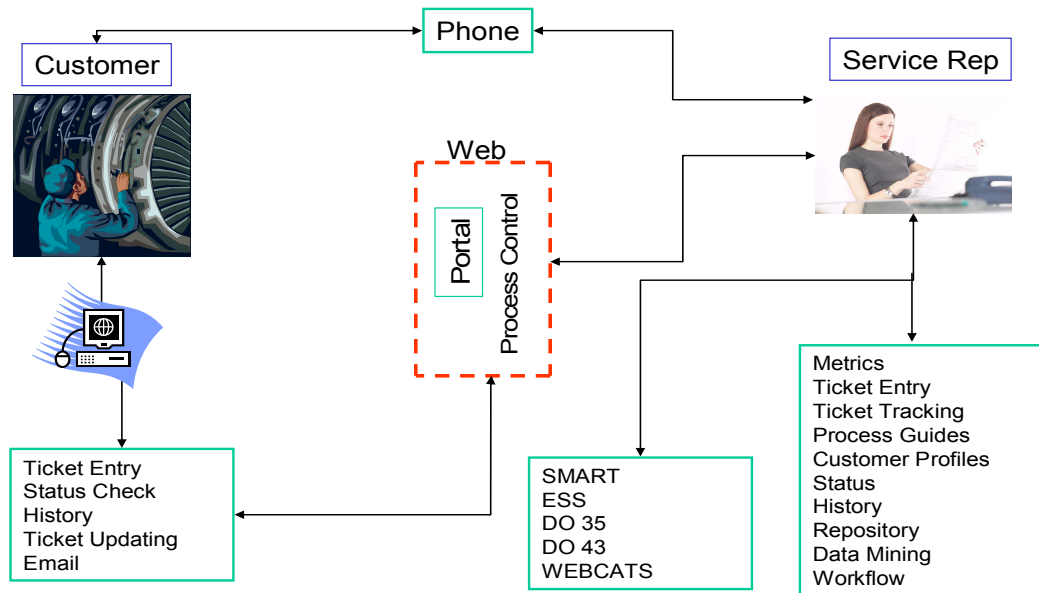 Phone
Customer
Service Rep
Web
Portal
Process Control
Ticket Entry
Status Check
History
Ticket Updating
Email
SMART
ESS
DO 35
DO 43
WEBCATS
Metrics
Ticket Entry
Ticket Tracking
Process Guides
Customer Profiles
Status
History
Repository
Data Mining
Workflow